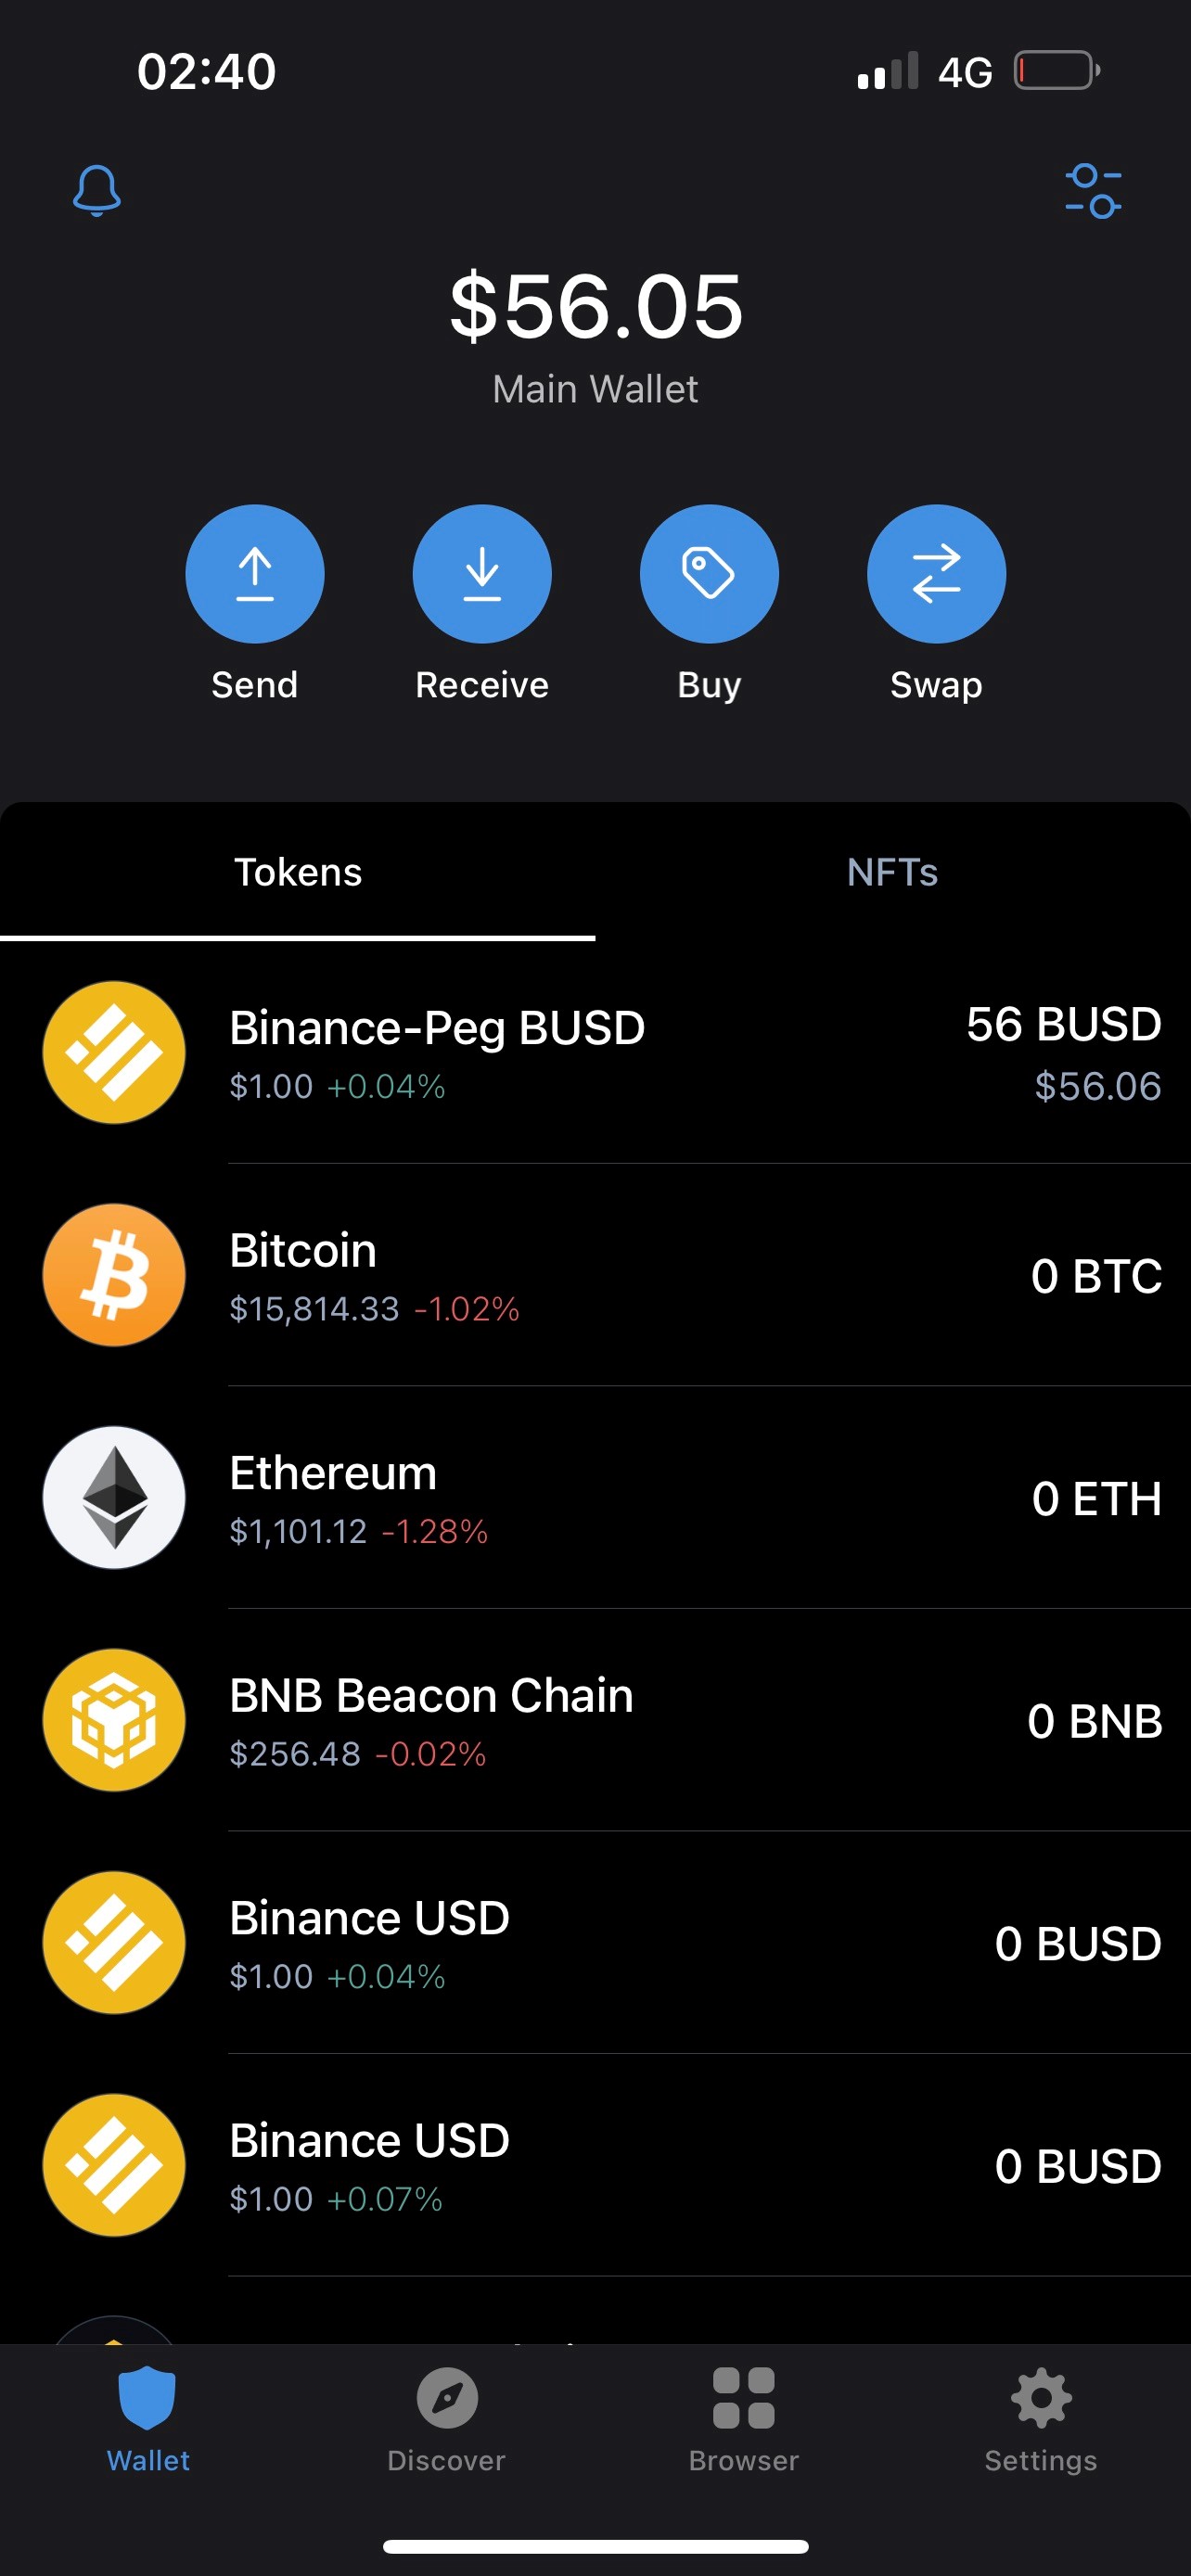 02:40 4G
$56.05
Main Wallet
Send Receive Buy Swap
Tokens NFTs
Binance-Peg BUSD 56 BUSD
$1.00 +0.04% $56.06
Bitcoin 0 BTC
$15,814.33 -1.02%
Ethereum 0 ETH
$1,101.12 -1.28%
BNB Beacon Chain 0 BNB
$256.48 -0.02%
Binance USD 0 BUSD
$1.00 +0.04%
Binance USD 0 BUSD
$1.00 +0.07%
Wallet Discover Browser Settings